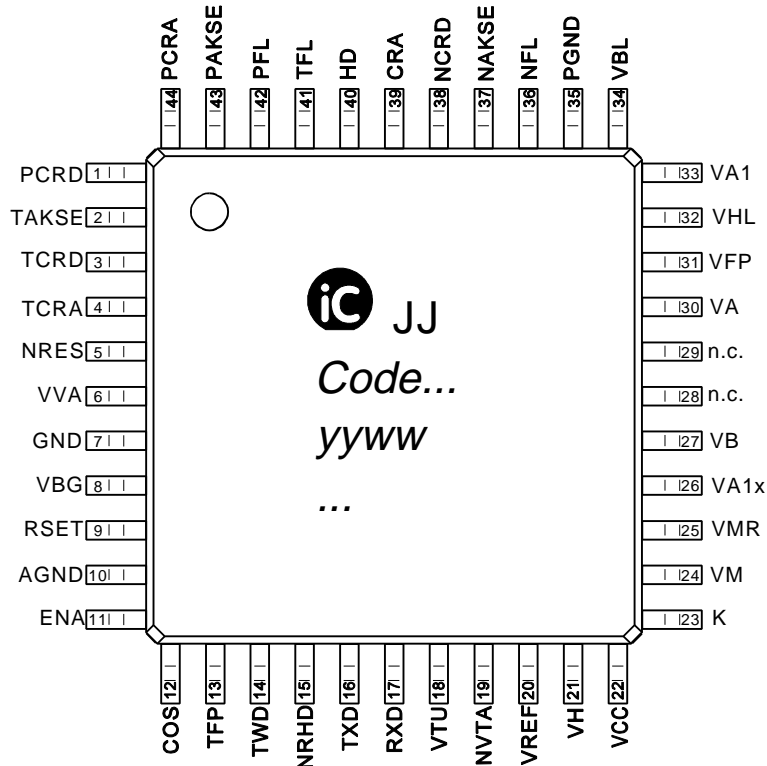 44 PCRA
43 PAKSE
42 PFL
41 TFL
40 HD
39 CRA
38 NCRD
37 NAKSE
36 NFL
35 PGND
34 VBL
PCRD 1
TAKSE 2
TCRD 3
TCRA 4
NRES 5
VVA 6
GND 7
VBG 8
RSET 9
AGND 10
ENA 11
iC JJ
Code...
yyww
...
33 VA1
32 VHL
31 VFP
30 VA
29 n.c.
28 n.c.
27 VB
26 VA1x
25 VMR
24 VM
23 K
COS 12
TFP 13
TWD 14
NRHD 15
TXD 16
RXD 17
VTU 18
NVTA 19
VREF 20
VH 21
VCC 22